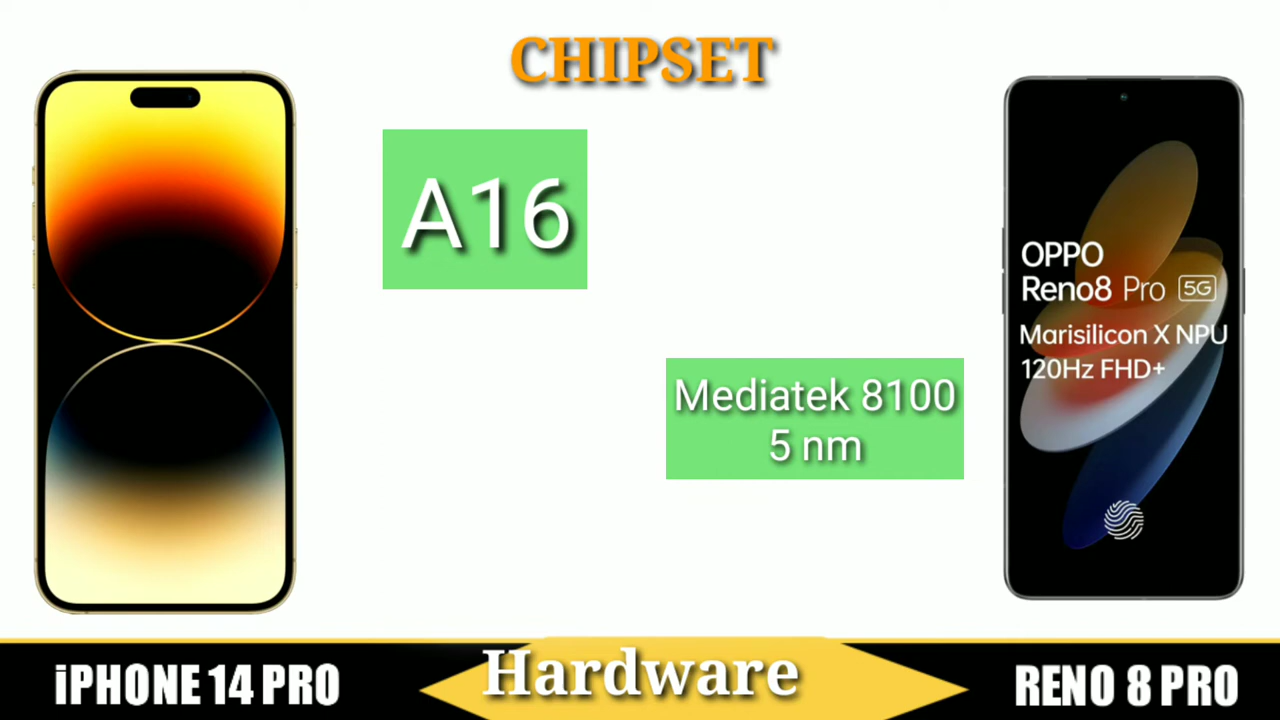 CHIPSET
A16
OPPO
Reno8 Pro 5G
Marisilicon X NPU
120Hz FHD+
Mediatek 8100
5 nm
iPHONE 14 PRO
Hardware
RENO 8 PRO